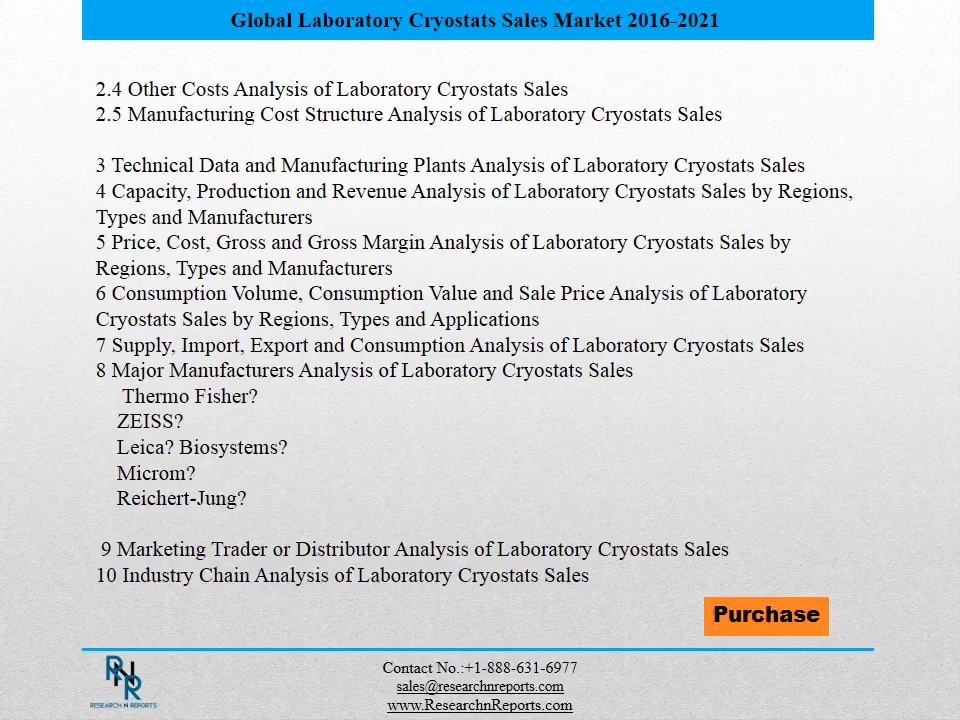 Global Laboratory Cryostats Sales Market 2016-2021
2.4 Other Costs Analysis of Laboratory Cryostats Sales
2.5 Manufacturing Cost Structure Analysis of Laboratory Cryostats Sales
3 Technical Data and Manufacturing Plants Analysis of Laboratory Cryostats Sales
4 Capacity, Production and Revenue Analysis of Laboratory Cryostats Sales by Regions,
Types and Manufacturers
5 Price, Cost, Gross and Gross Margin Analysis of Laboratory Cryostats Sales by
Regions, Types and Manufacturers
6 Consumption Volume, Consumption Value and Sale Price Analysis of Laboratory
Cryostats Sales by Regions, Types and Applications
7 Supply, Import, Export and Consumption Analysis of Laboratory Cryostats Sales
8 Major Manufacturers Analysis of Laboratory Cryostats Sales
Thermo Fisher?
ZEISS?
Leica? Biosystems?
Microm?
Reichert-Jung?
9 Marketing Trader or Distributor Analysis of Laboratory Cryostats Sales
10 Industry Chain Analysis of Laboratory Cryostats Sales
Purchase
RNR
RESEARCH N REPORTS
Contact No.:+1-888-631-6977
sales@researchnreports.com
www.ResearchnReports.com